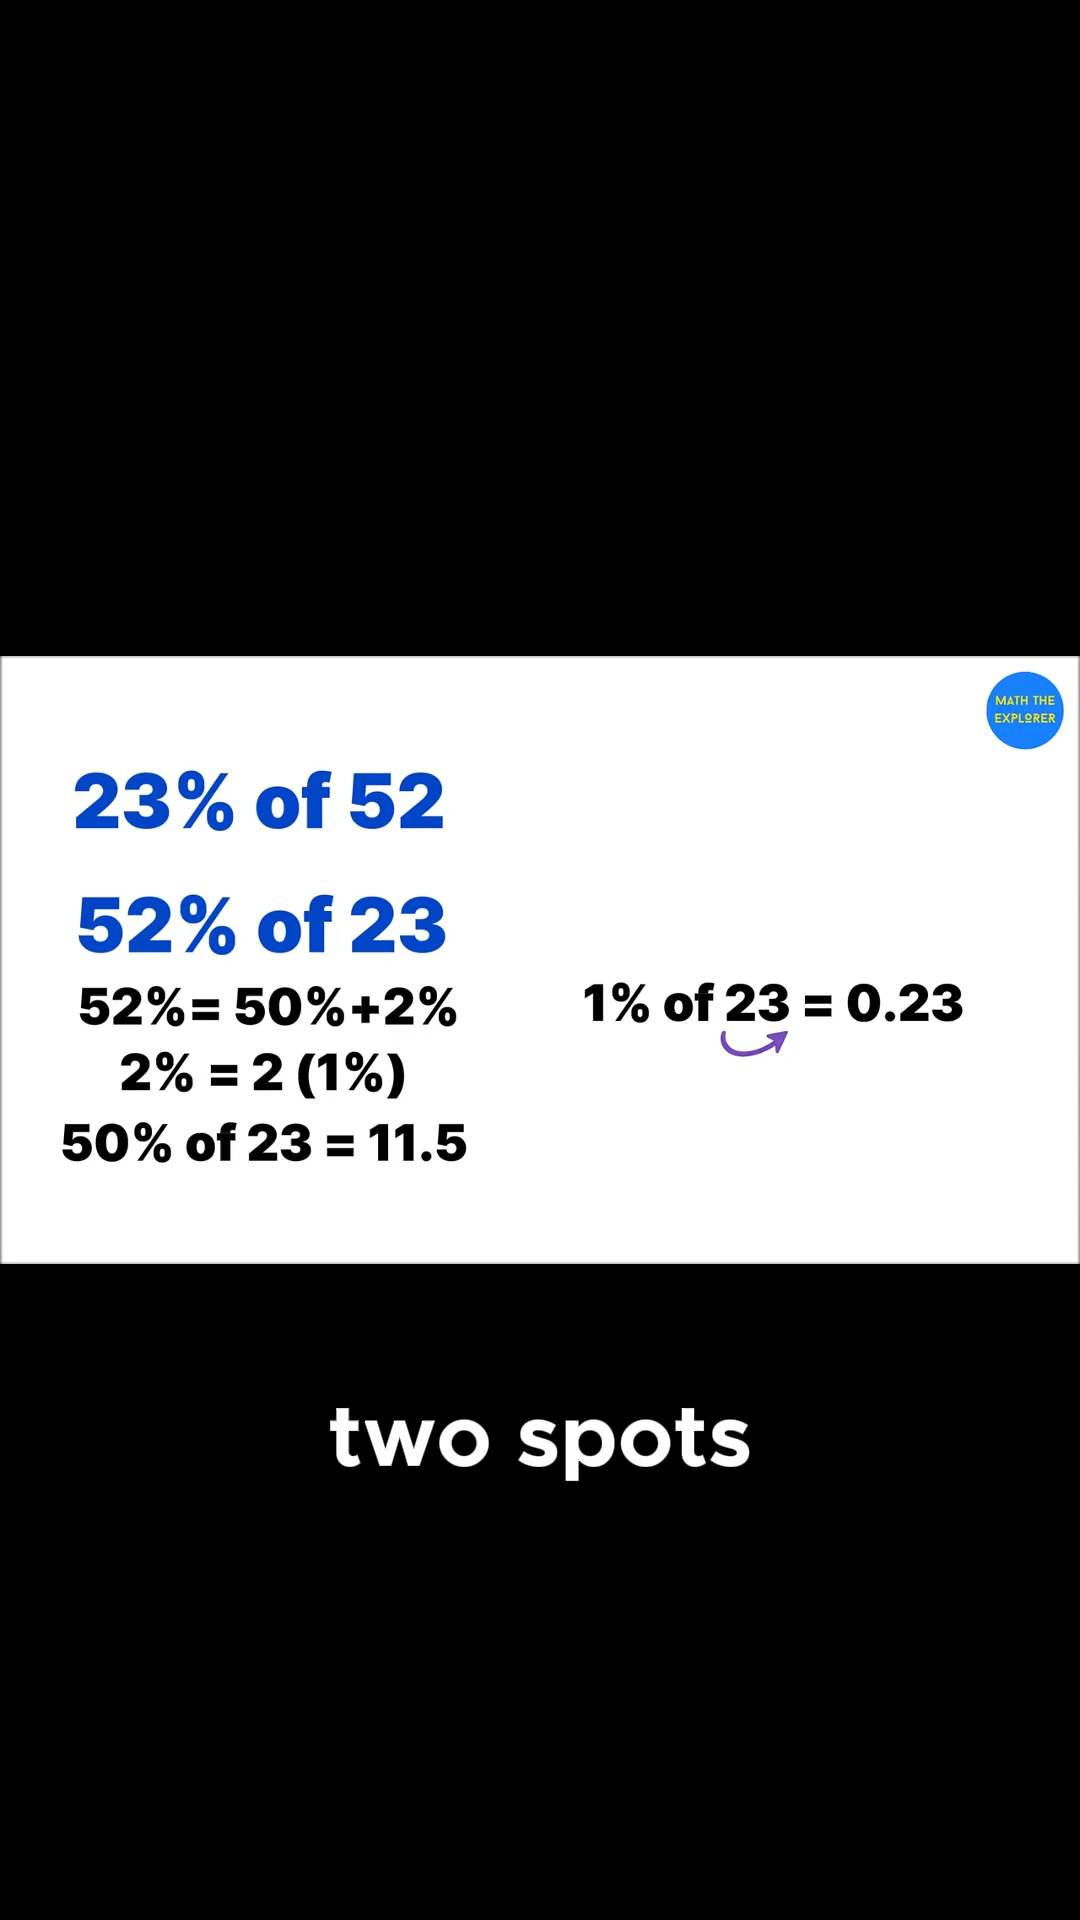 MATH THE
EXPLORER
23% of 52
52% of 23
52%= 50%+2%
2% = 2 (1%)
50% of 23 = 11.5
1% of 23 = 0.23
two spots